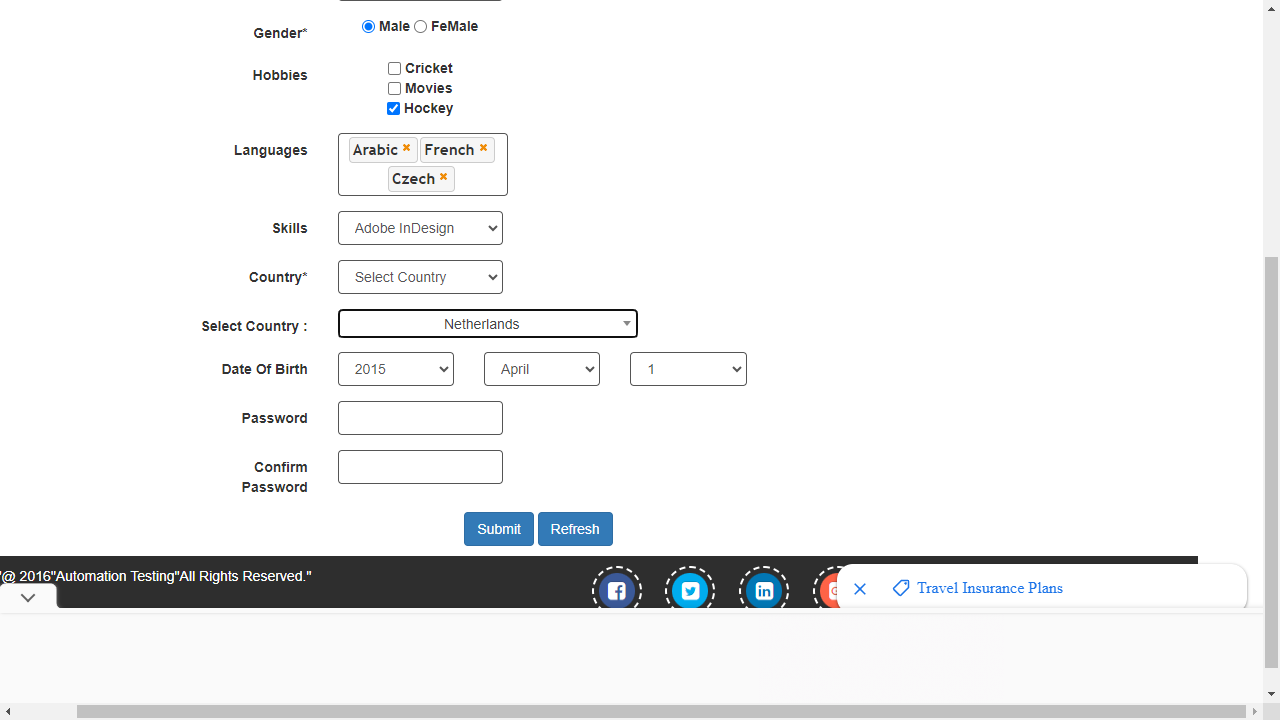 Gender* Male FeMale
Hobbies Cricket
Movies
Hockey
Languages Arabic French
Czech
Skills Adobe InDesign
Country* Select Country
Select Country : Netherlands
Date Of Birth 2015 April 1
Password
Confirm
Password
Submit Refresh
@ 2016"Automation Testing"All Rights Reserved."
Travel Insurance Plans